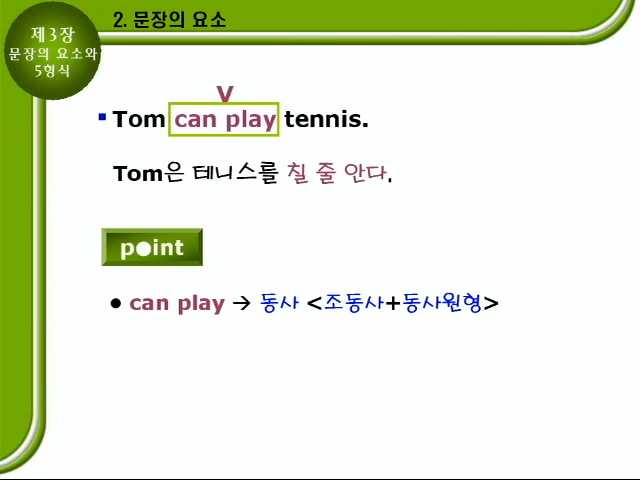 제3장
문장의 요소와
5형식
2. 문장의 요소
V
Tom can play tennis.
Tom은 테니스를 칠 줄 안다.
point
● can play → 동사 <조동사+동사원형>